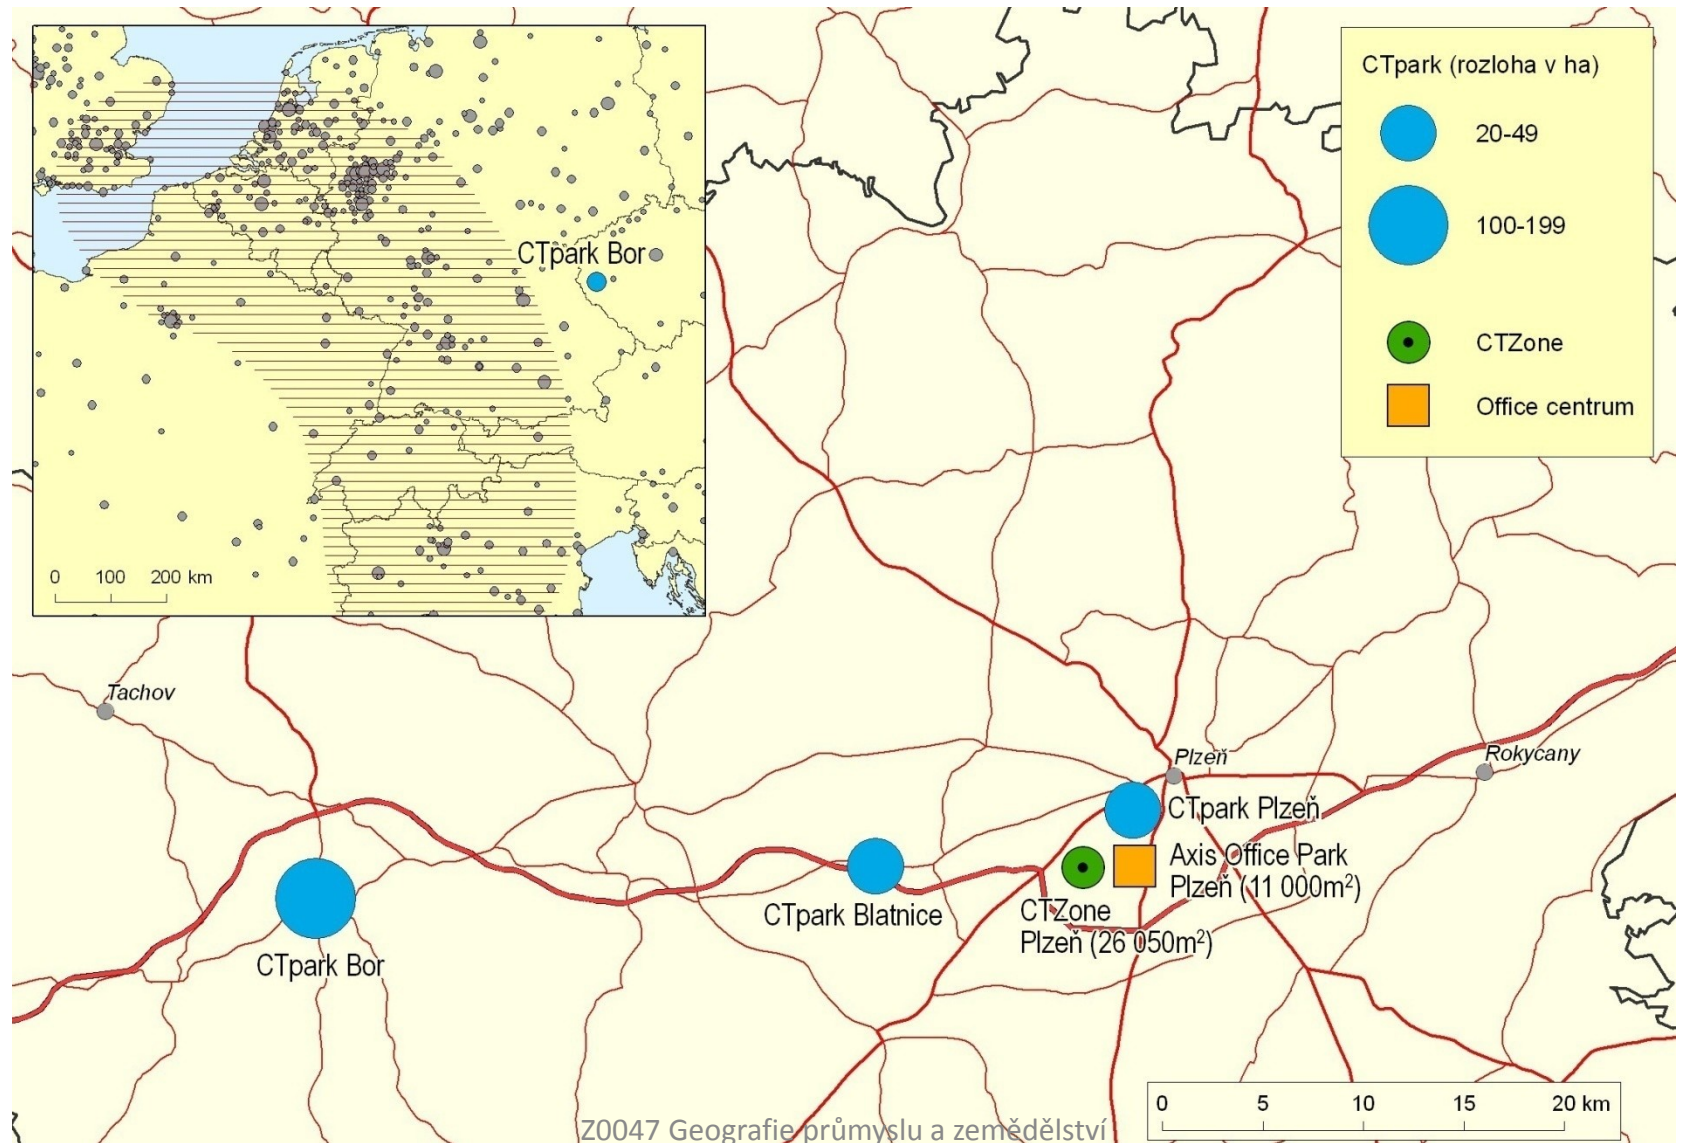 CTpark Bor
0 100 200 km
CTpark (rozloha v ha)
20-49
100-199
CTZone
Office centrum
Tachov
Plzeň
Rokycany
CTpark Plzeň
Axis Office Park
Plzeň (11 000m²)
CTpark Blatnice
CTZone
Plzeň (26 050m²)
CTpark Bor
0 5 10 15 20 km
Z0047 Geografie průmyslu a zemědělství